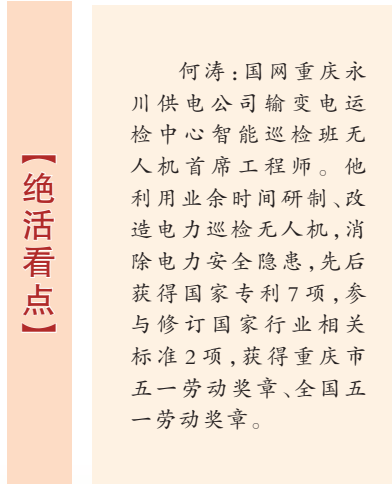 【绝活看点】
何涛:国网重庆永
川供电公司输变电运
检中心智能巡检班无
人机首席工程师。他
利用业余时间研制、改
造电力巡检无人机,消
除电力安全隐患,先后
获得国家专利7项,参
与修订国家行业相关
标准2项,获得重庆市
五一劳动奖章、全国五
一劳动奖章。